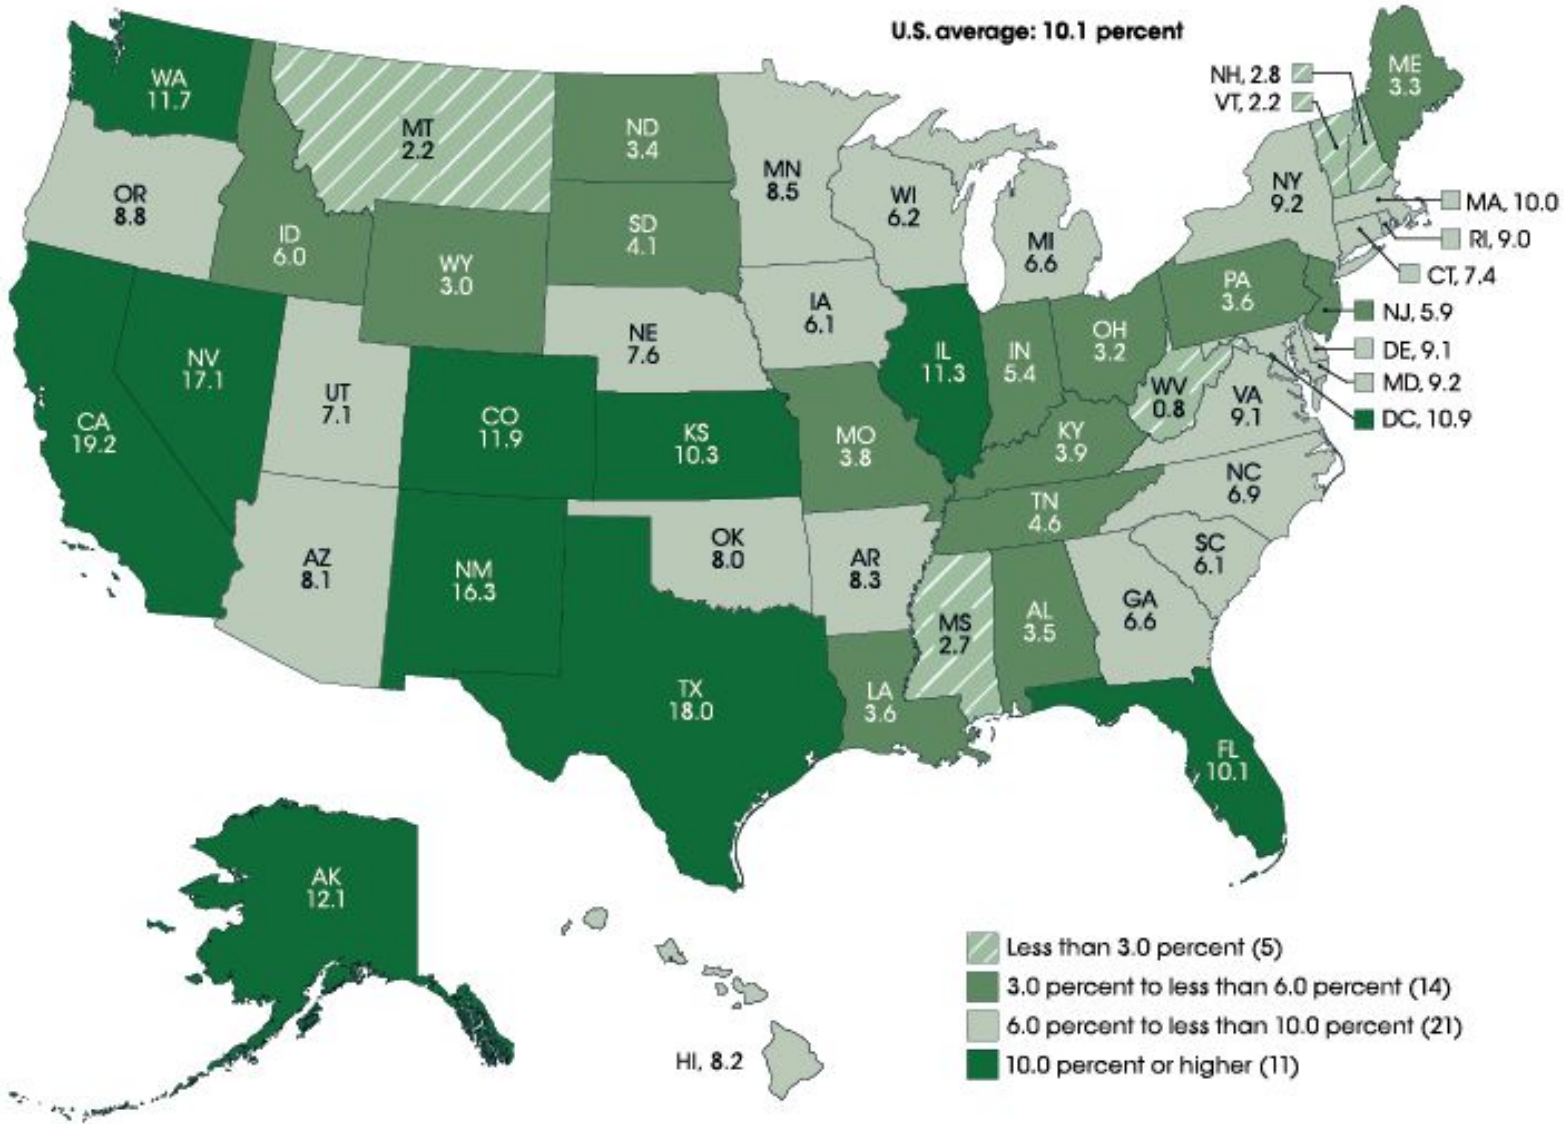 U.S. average: 10.1 percent
WA
11.7
OR
8.8
CA
19.2
NV
17.1
ID
6.0
MT
2.2
WY
3.0
UT
7.1
AZ
8.1
CO
11.9
NM
16.3
ND
3.4
SD
4.1
NE
7.6
KS
10.3
OK
8.0
TX
18.0
MN
8.5
IA
6.1
MO
3.8
AR
8.3
LA
3.6
WI
6.2
IL
11.3
MI
6.6
IN
5.4
OH
3.2
KY
3.9
TN
4.6
MS
2.7
AL
3.5
GA
6.6
FL
10.1
SC
6.1
NC
6.9
VA
9.1
WV
0.8
PA
3.6
NY
9.2
ME
3.3
NH, 2.8
VT, 2.2
MA, 10.0
RI, 9.0
CT, 7.4
NJ, 5.9
DE, 9.1
MD, 9.2
DC, 10.9
AK
12.1
HI, 8.2
Less than 3.0 percent (5)
3.0 percent to less than 6.0 percent (14)
6.0 percent to less than 10.0 percent (21)
10.0 percent or higher (11)